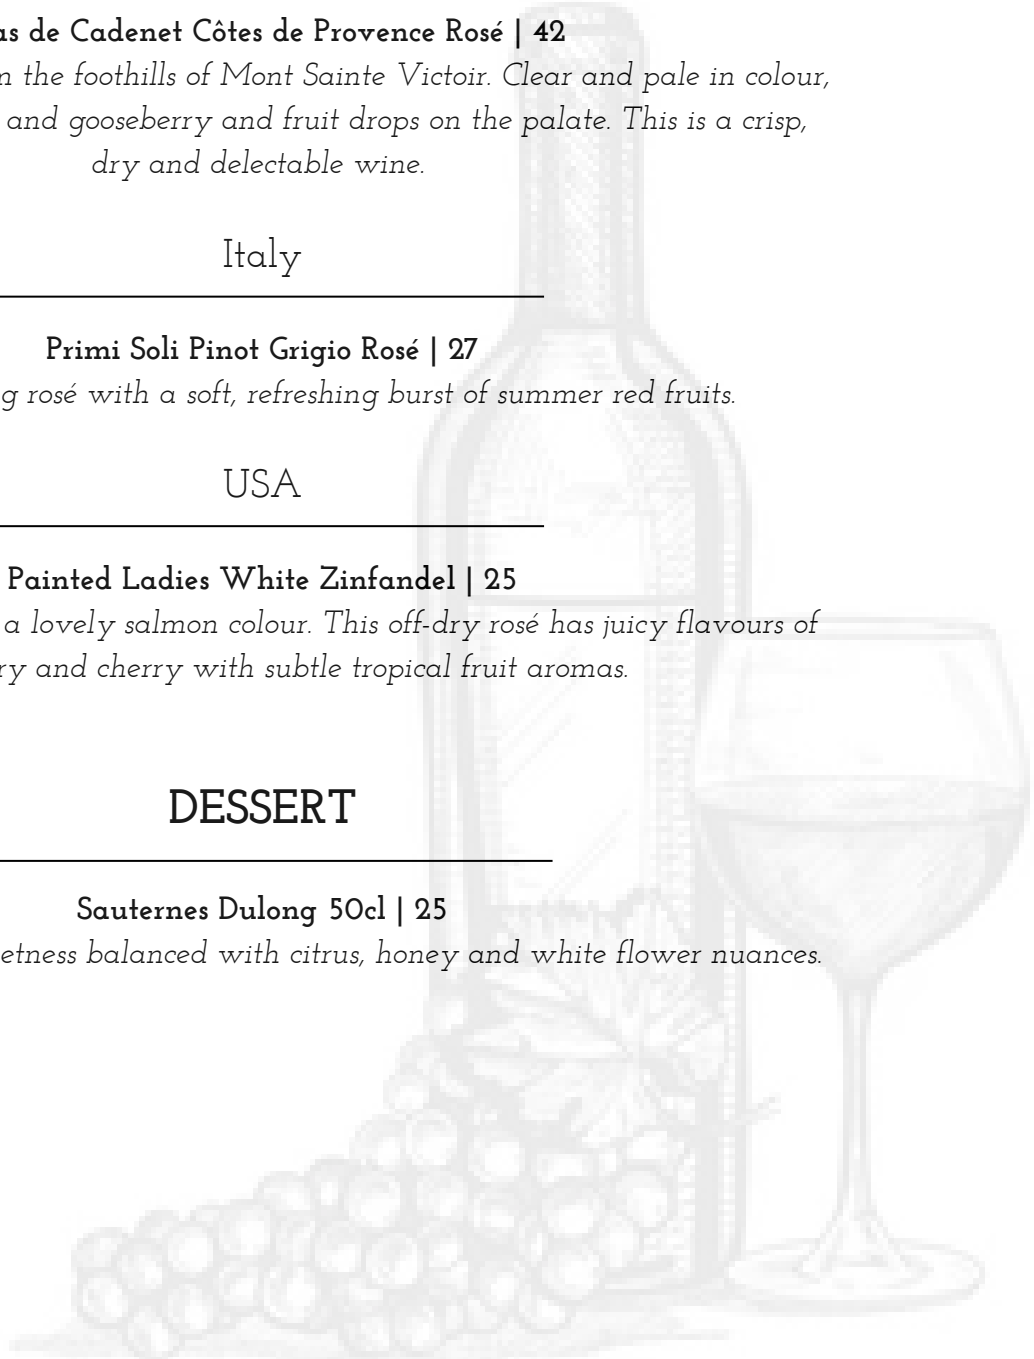 de Cadenet Côtes de Provence Rosé | 42
the foothills of Mont Sainte Victoir. Clear and pale in colour,
and gooseberry and fruit drops on the palate. This is a crisp,
dry and delectable wine.
Italy
Primi Soli Pinot Grigio Rosé | 27
rosé with a soft, refreshing burst of summer red fruits.
USA
Painted Ladies White Zinfandel | 25
a lovely salmon colour. This off-dry rosé has juicy flavours of
and cherry with subtle tropical fruit aromas.
DESSERT
Sauternes Dulong 50cl | 25
balanced with citrus, honey and white flower nuances.